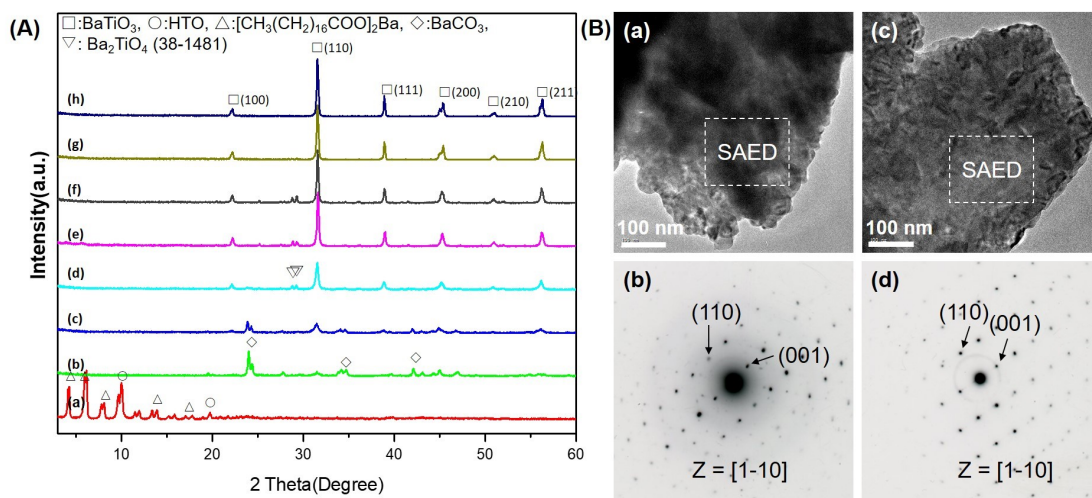 (A)
□:BaTiO₃, ○:HTO, △:[CH₃(CH₂)₁₆COO]₂Ba, ◇:BaCO₃,
▽: Ba₂TiO₄ (38-1481)
□(110)
□(100)
□(111)
□(200)
□(210)
□(211)
(h)
(g)
(f)
(e)
(d)
▽▽
(c)
◇
◇
◇
(b)
△
△
○
△
△
△
○
(a)
Intensity(a.u.)
10
20
30
40
50
60
2 Theta(Degree)
(B)
(a)
SAED
100 nm
(c)
SAED
100 nm
(b)
(110)
(001)
Z = [1-10]
(d)
(110)
(001)
Z = [1-10]